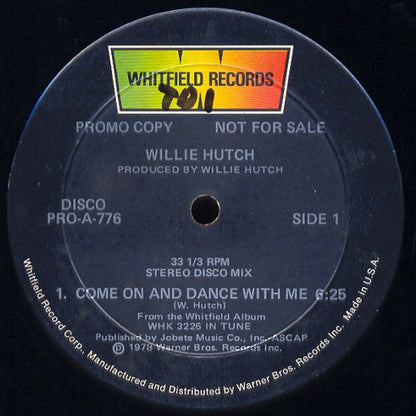 WHITFIELD RECORDS
PROMO COPY NOT FOR SALE
WILLIE HUTCH
PRODUCED BY WILLIE HUTCH
DISCO
PRO-A-776
SIDE 1
33 1/3 RPM
STEREO DISCO MIX
1. COME ON AND DANCE WITH ME 6:25
(W. Hutch)
From the Whitfield Album
WHK 3226 IN TUNE
Published by Jobete Music Co., Inc.-ASCAP
℗ 1978 Warner Bros. Records Inc.
Whitfield Record Corp., Manufactured and Distributed by Warner Bros. Records Inc. Made in U.S.A.